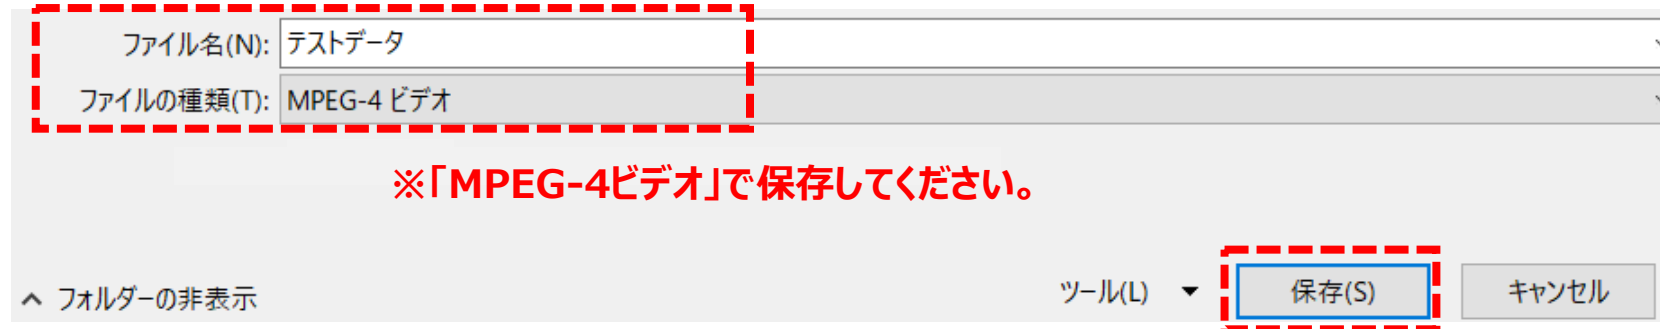 ファイル名(N): テストデータ
ファイルの種類(T): MPEG-4 ビデオ
※「MPEG-4ビデオ」で保存してください。
フォルダーの非表示 ツール(L) 保存(S) キャンセル